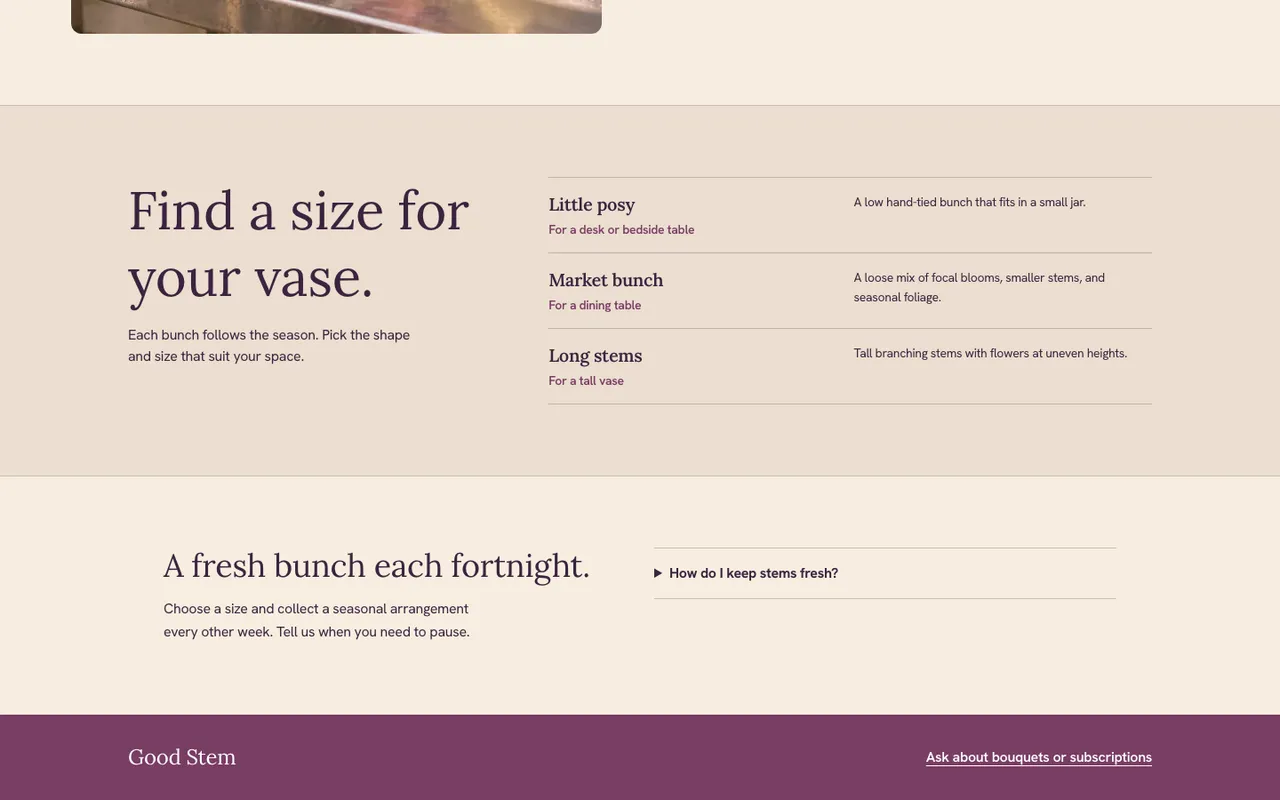 Find a size for
your vase.
Each bunch follows the season. Pick the shape
and size that suit your space.
Little posy
For a desk or bedside table
A low hand-tied bunch that fits in a small jar.
Market bunch
For a dining table
A loose mix of focal blooms, smaller stems, and
seasonal foliage.
Long stems
For a tall vase
Tall branching stems with flowers at uneven heights.
A fresh bunch each fortnight.
Choose a size and collect a seasonal arrangement
every other week. Tell us when you need to pause.
How do I keep stems fresh?
Good Stem
Ask about bouquets or subscriptions